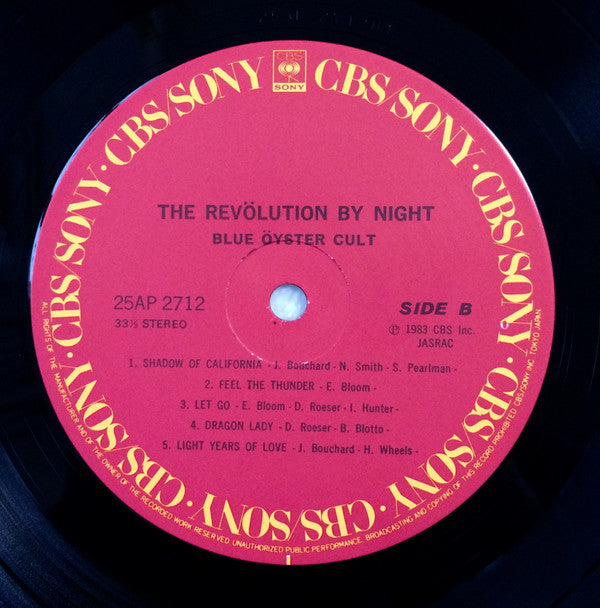 CBS
SONY
CBS/SONY · CBS/SONY · CBS/SONY · CBS/SONY · CBS/SONY · CBS/SONY · CBS/SONY · CBS/SONY
THE REVÖLUTION BY NIGHT
BLUE ÖYSTER CULT
25AP 2712
33⅓ STEREO
SIDE B
Ⓟ 1983 CBS Inc.
JASRAC
1. SHADOW OF CALIFORNIA - J. Bouchard - N. Smith - S. Pearlman -
2. FEEL THE THUNDER - E. Bloom -
3. LET GO - E. Bloom - D. Roeser - I. Hunter -
4. DRAGON LADY - D. Roeser - B. Blotto -
5. LIGHT YEARS OF LOVE - J. Bouchard - H. Wheels -
ALL RIGHTS OF THE MANUFACTURER AND OF THE OWNER OF THE RECORDED WORK RESERVED. UNAUTHORIZED PUBLIC PERFORMANCE. BROADCASTING AND COPYING OF THIS RECORD PROHIBITED CBS/SONY INC. TOKYO JAPAN